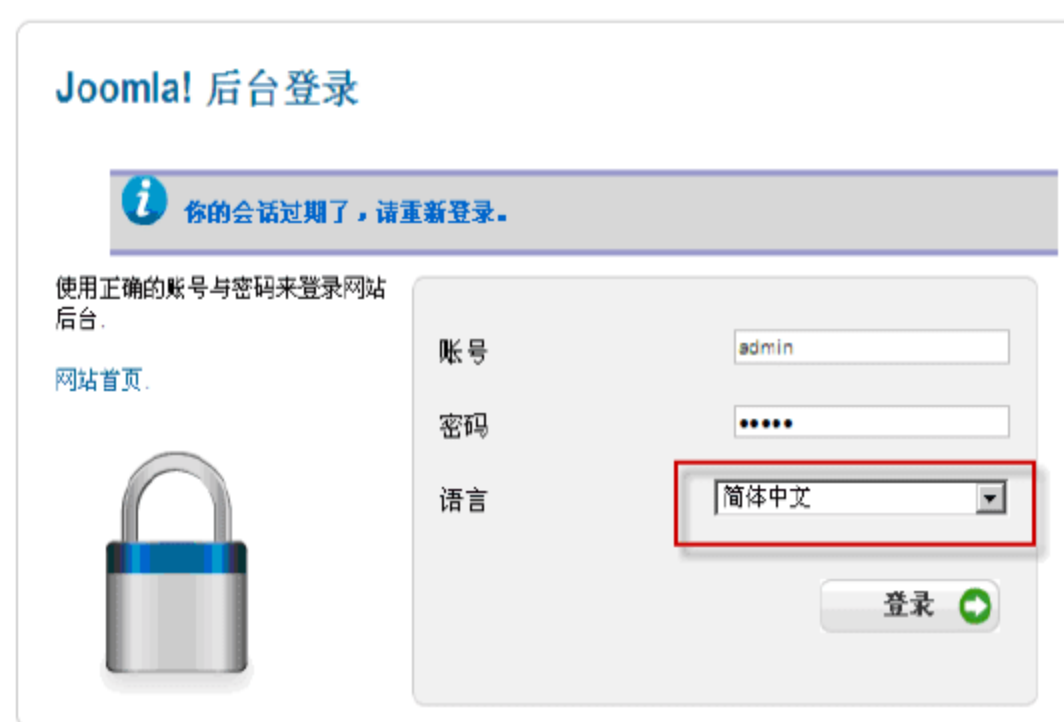 Joomla! 后台登录
你的会话过期了，请重新登录。
使用正确的账号与密码来登录网站
后台.
网站首页.
账号
admin
密码
•••••
语言
简体中文
登录